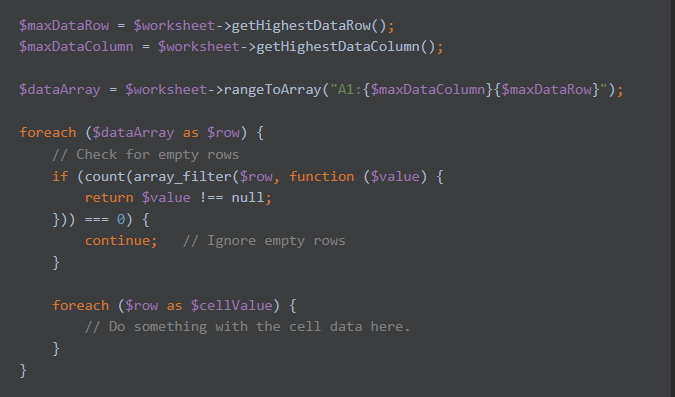 $maxDataRow = $worksheet->getHighestDataRow();
$maxDataColumn = $worksheet->getHighestDataColumn();

$dataArray = $worksheet->rangeToArray("A1:{$maxDataColumn}{$maxDataRow}");

foreach ($dataArray as $row) {
    // Check for empty rows
    if (count(array_filter($row, function ($value) {
        return $value !== null;
    })) === 0) {
        continue;   // Ignore empty rows
    }

    foreach ($row as $cellValue) {
        // Do something with the cell data here.
    }
}